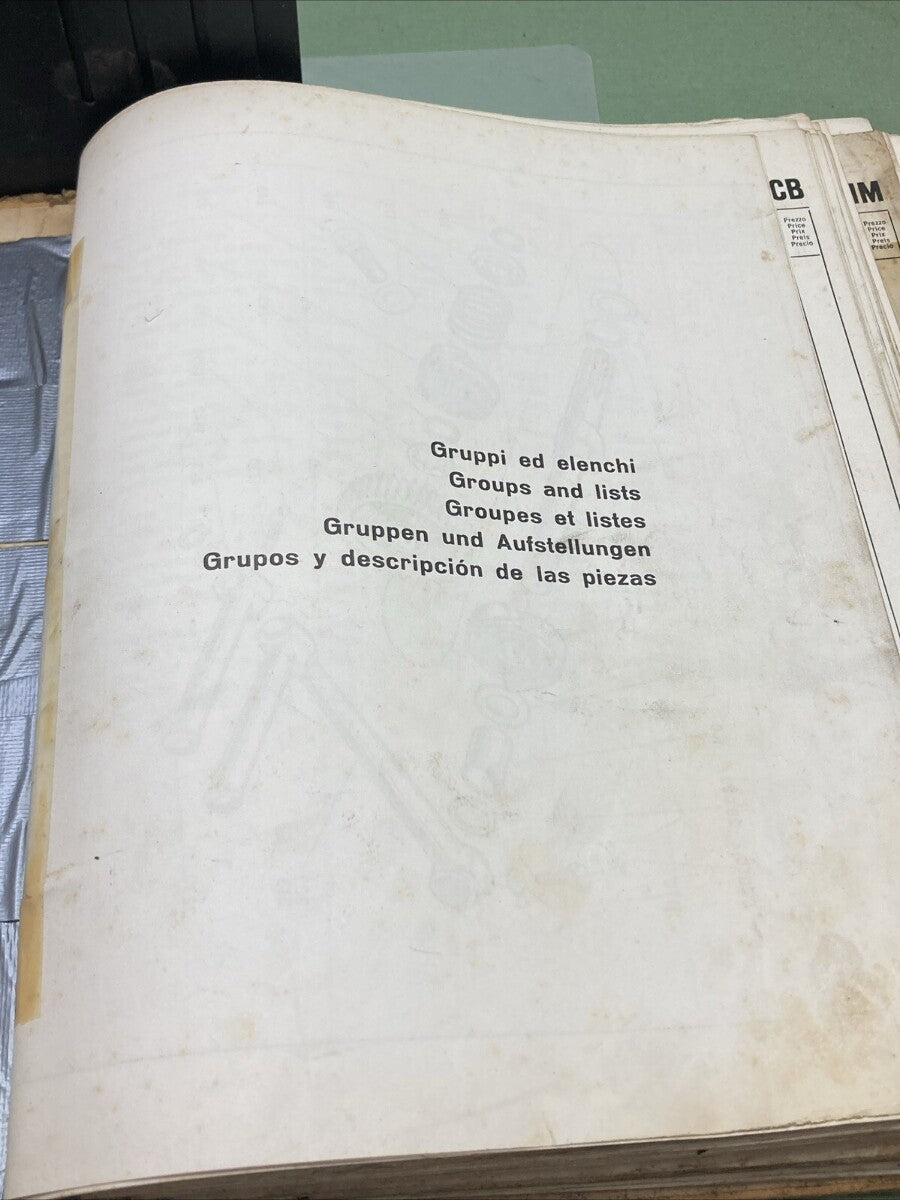 Gruppi ed elenchi
Groups and lists
Groupes et listes
Gruppen und Aufstellungen
Grupos y descripción de las piezas
CB
Prezzo
Price
Prix
Preis
Precio
IM
Prezzo
Price
Prix
Preis
Precio